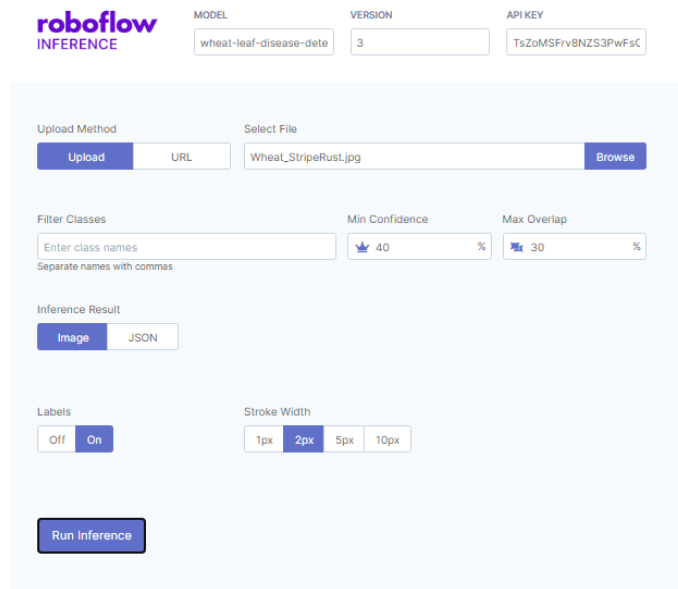 roboflow
INFERENCE
MODEL
wheat-leaf-disease-dete
VERSION
3
API KEY
TsZoMSFrv8NZS3PwFsC
Upload Method
Upload
URL
Select File
Wheat_StripeRust.jpg
Browse
Filter Classes
Enter class names
Separate names with commas
Min Confidence
40 %
Max Overlap
30 %
Inference Result
Image
JSON
Labels
Off
On
Stroke Width
1px
2px
5px
10px
Run Inference